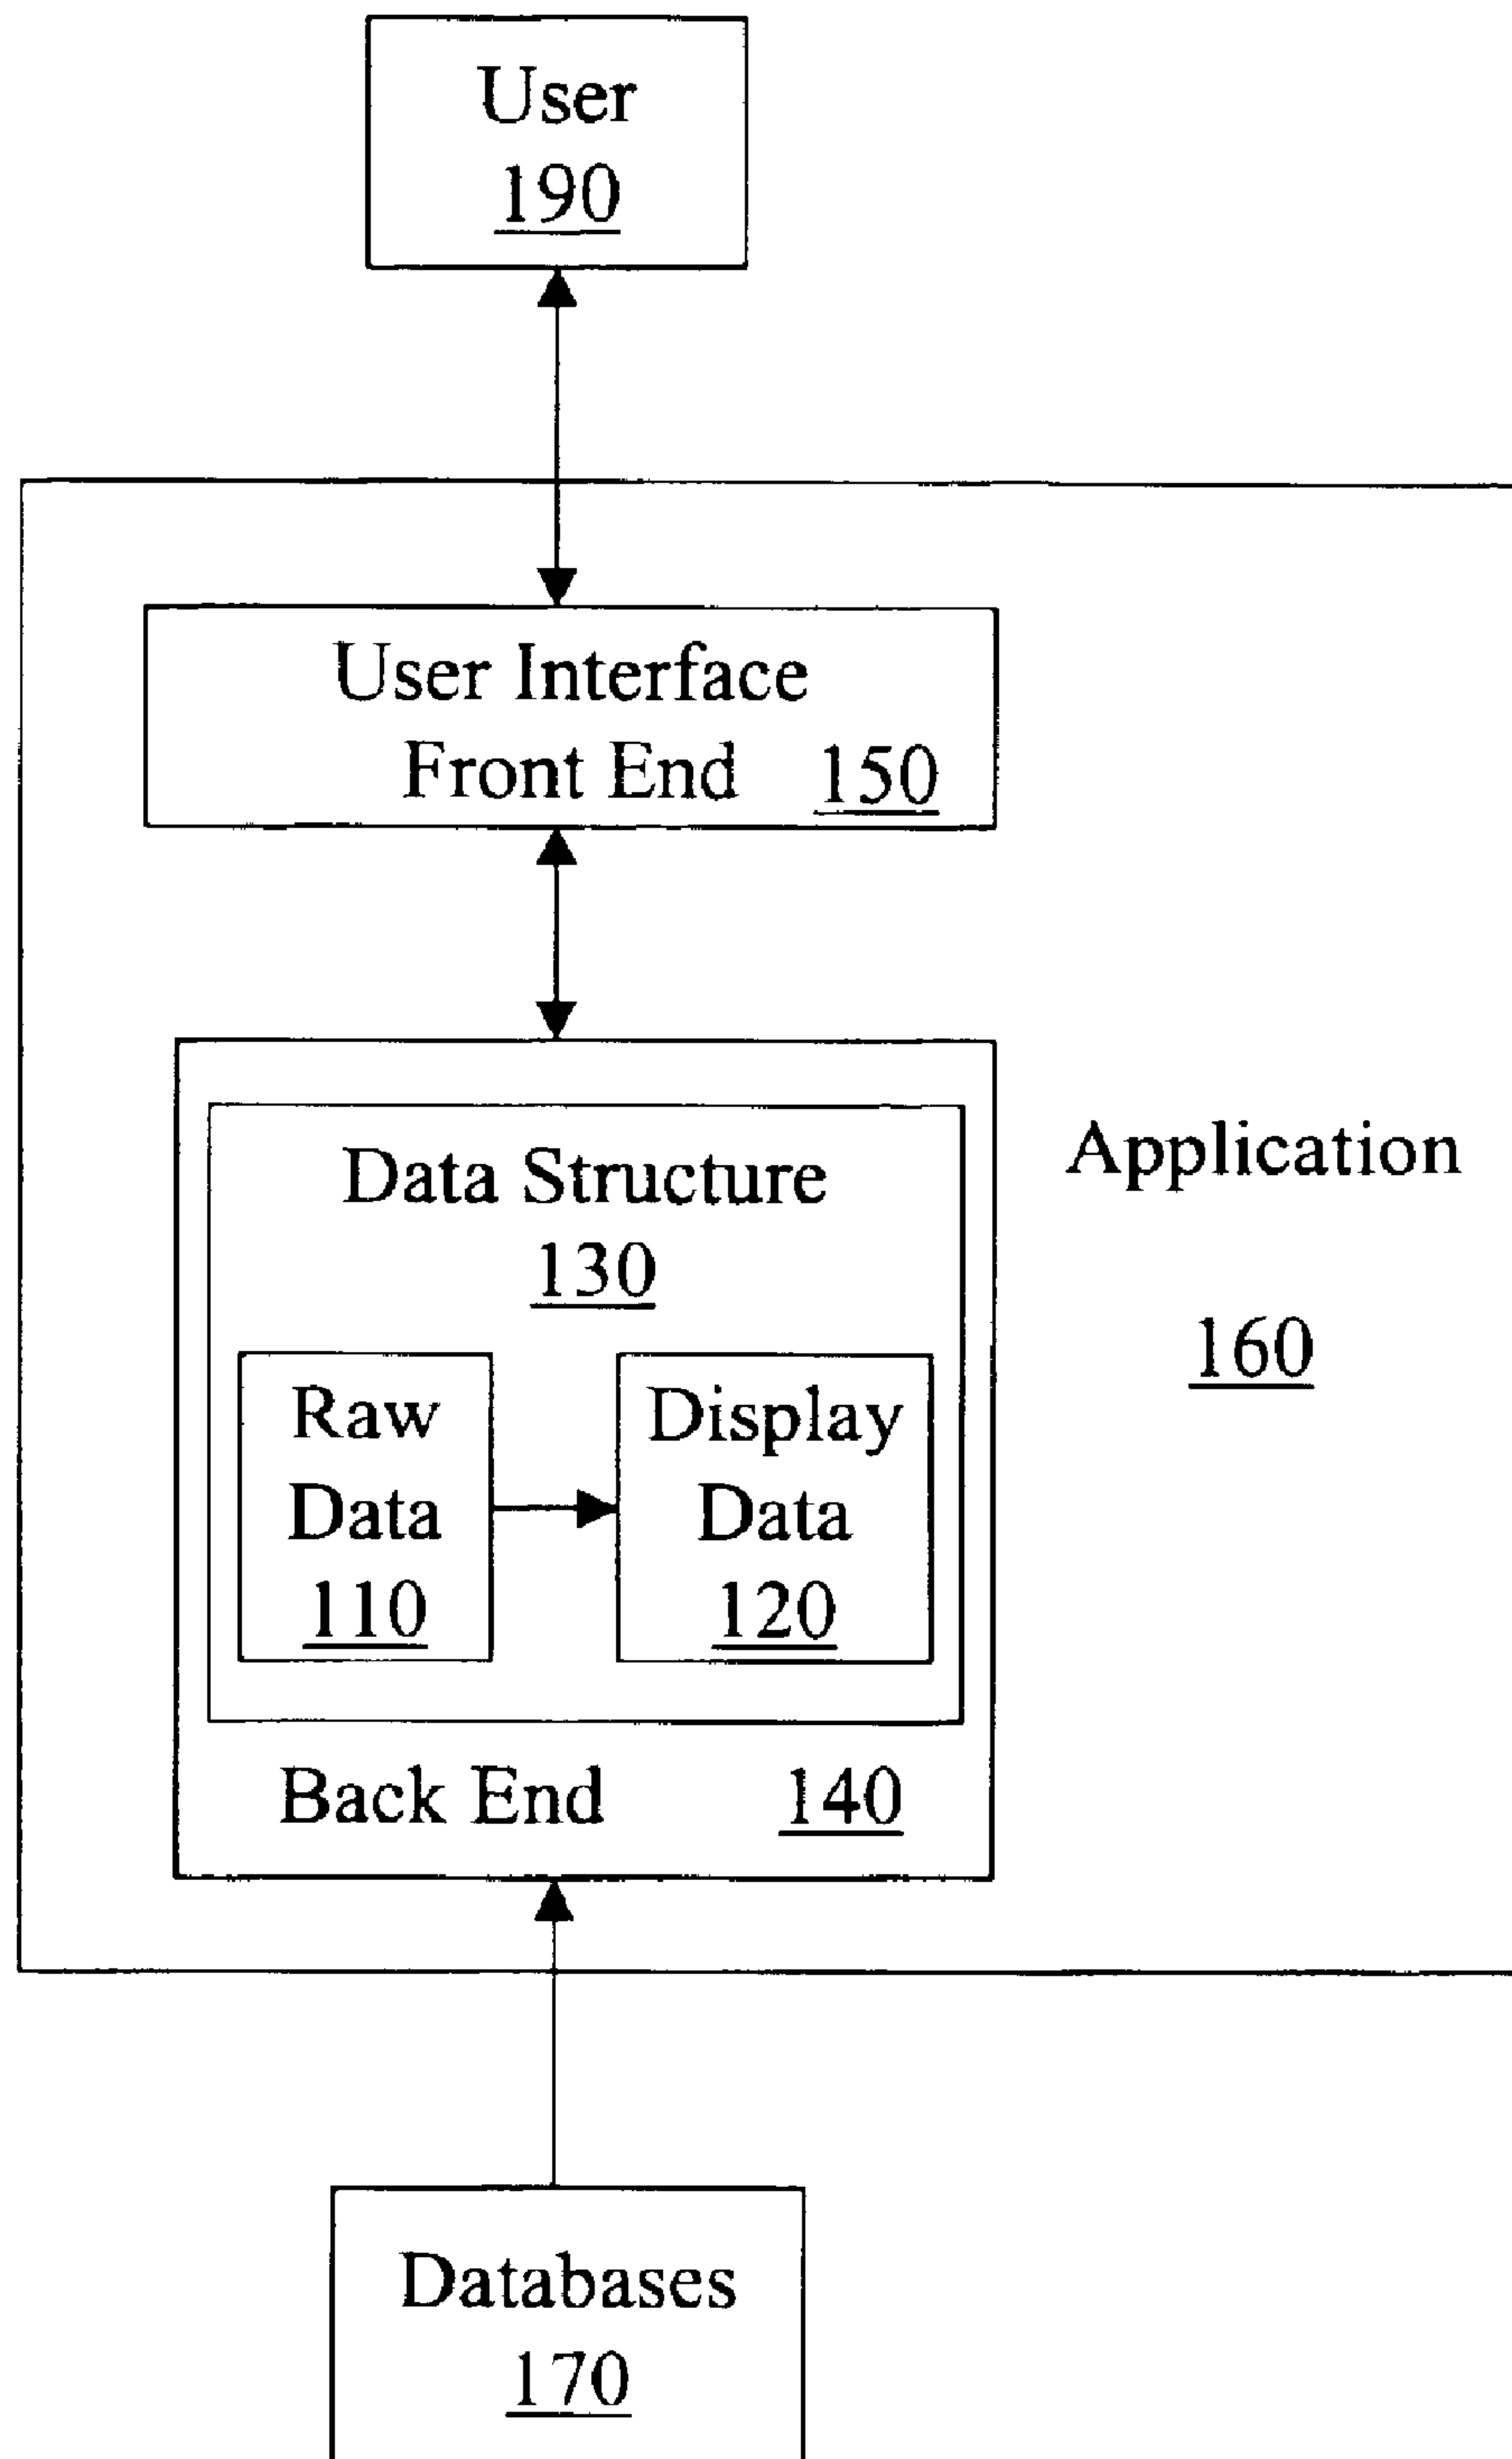 User
190
User Interface
Front End 150
Data Structure
130
Application
160
Raw
Data
110
Display
Data
120
Back End 140
Databases
170